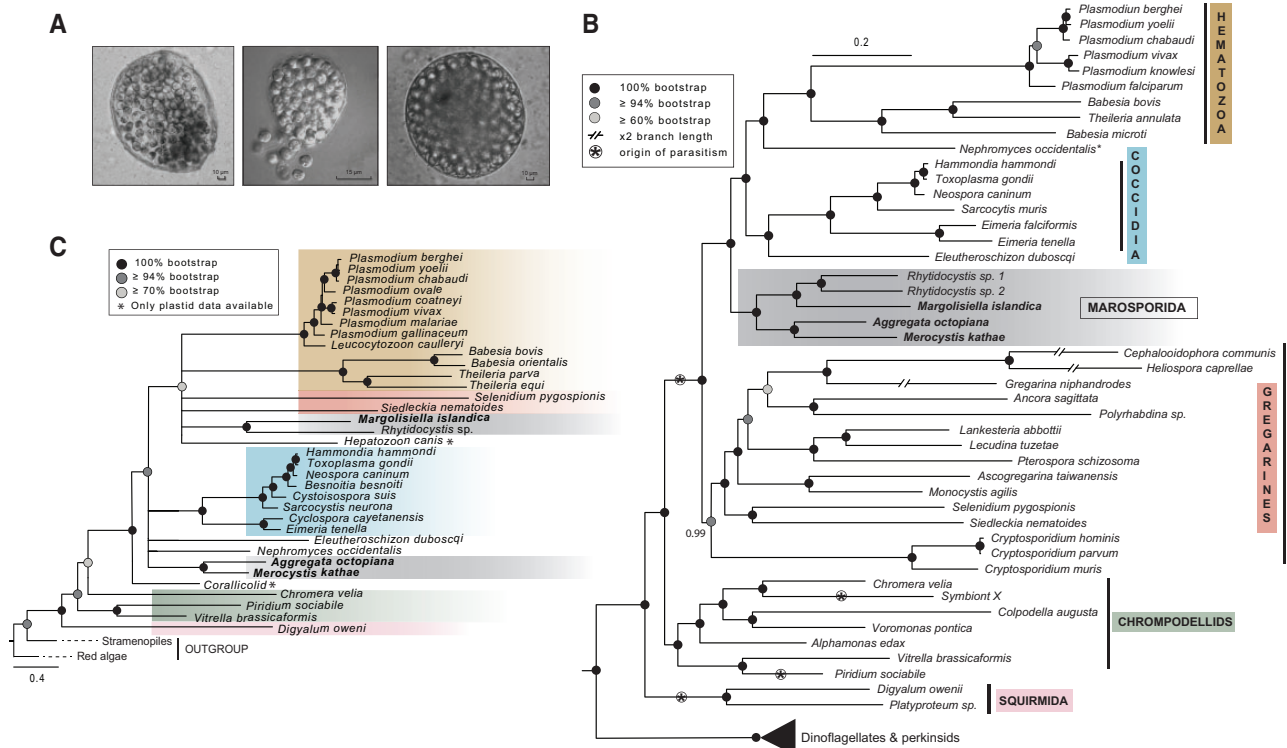 A
10 µm
10 µm
10 µm
B
0.2
100% bootstrap
≥ 94% bootstrap
≥ 60% bootstrap
x2 branch length
origin of parasitism
Plasmodiun berghei
Plasmodium yoelii
Plasmodium chabaudi
Plasmodium vivax
Plasmodium knowlesi
Plasmodium falciparum
Babesia bovis
Theileria annulata
Babesia microti
Nephromyces occidentalis*
Hammondia hammondi
Toxoplasma gondii
Neospora caninum
Sarcocytis muris
Eimeria falciformis
Eimeria tenella
Eleutheroschizon duboscqi
Rhytidocystis sp. 1
Rhytidocystis sp. 2
Margolisiella islandica
Aggregata octopiana
Merocystis kathae
Cephalooidophora communis
Heliospora caprellae
Gregarina niphandrodes
Ancora sagittata
Polyrhabdina sp.
Lankesteria abbottii
Lecudina tuzetae
Pterospora schizosoma
Ascogregarina taiwanensis
Monocystis agilis
Selenidium pygospionis
Siedleckia nematoides
0.99
Cryptosporidium hominis
Cryptosporidium parvum
Cryptosporidium muris
Chromera velia
Symbiont X
Colpodella augusta
Voromonas pontica
Alphamonas edax
Vitrella brassicaformis
Piridium sociabile
Digyalum owenii
Platyproteum sp.
Dinoflagellates & perkinsids
HEMATOZOA
COCCIDIA
MAROSPORIDA
GREGARINES
CHROMPODELLIDS
SQUIRMIDA
C
100% bootstrap
≥ 94% bootstrap
≥ 70% bootstrap
* Only plastid data available
Plasmodium berghei
Plasmodium yoelii
Plasmodium chabaudi
Plasmodium ovale
Plasmodium coatneyi
Plasmodium vivax
Plasmodium malariae
Plasmodium gallinaceum
Leucocytozoon caulleryi
Babesia bovis
Babesia orientalis
Theileria parva
Theileria equi
Selenidium pygospionis
Siedleckia nematoides
Margolisiella islandica
Rhytidocystis sp.
Hepatozoon canis *
Hammondia hammondi
Toxoplasma gondii
Neospora caninum
Besnoitia besnoiti
Cystoisospora suis
Sarcocystis neurona
Cyclospora cayetanensis
Eimeria tenella
Eleutheroschizon duboscqi
Nephromyces occidentalis
Aggregata octopiana
Merocystis kathae
Corallicolid *
Chromera velia
Piridium sociabile
Vitrella brassicaformis
Digyalum oweni
Stramenopiles
Red algae
OUTGROUP
0.4